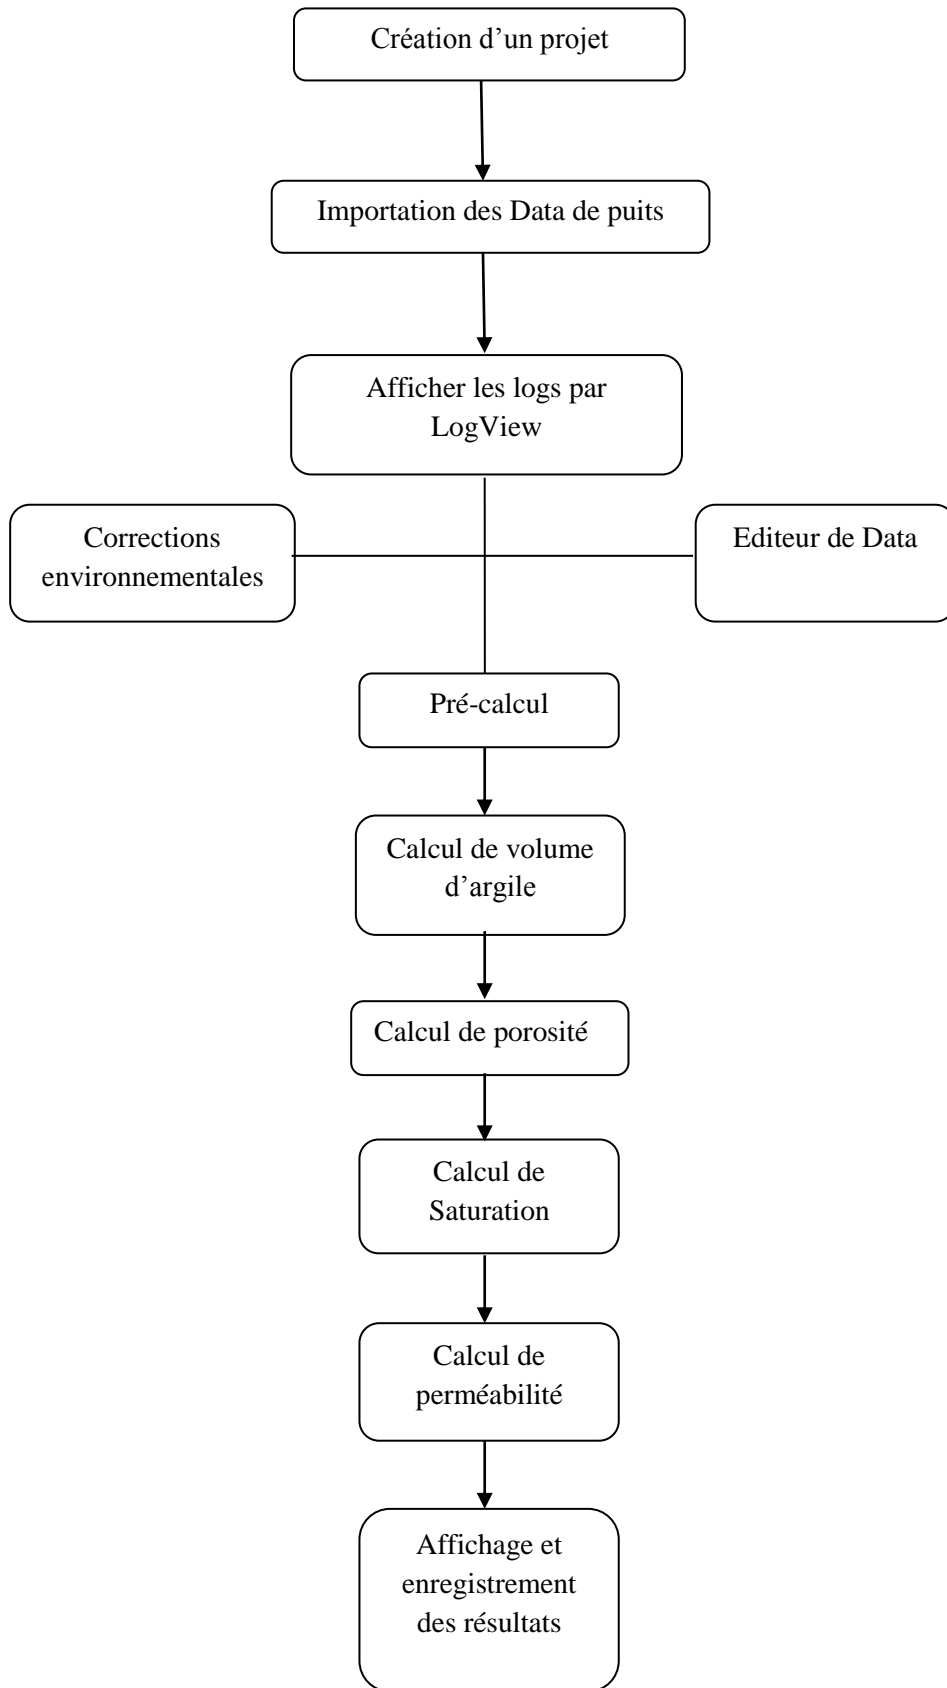 Création d’un projet
Importation des Data de puits
Afficher les logs par
LogView
Corrections
environnementales
Editeur de Data
Pré-calcul
Calcul de volume
d’argile
Calcul de porosité
Calcul de
Saturation
Calcul de
perméabilité
Affichage et
enregistrement
des résultats